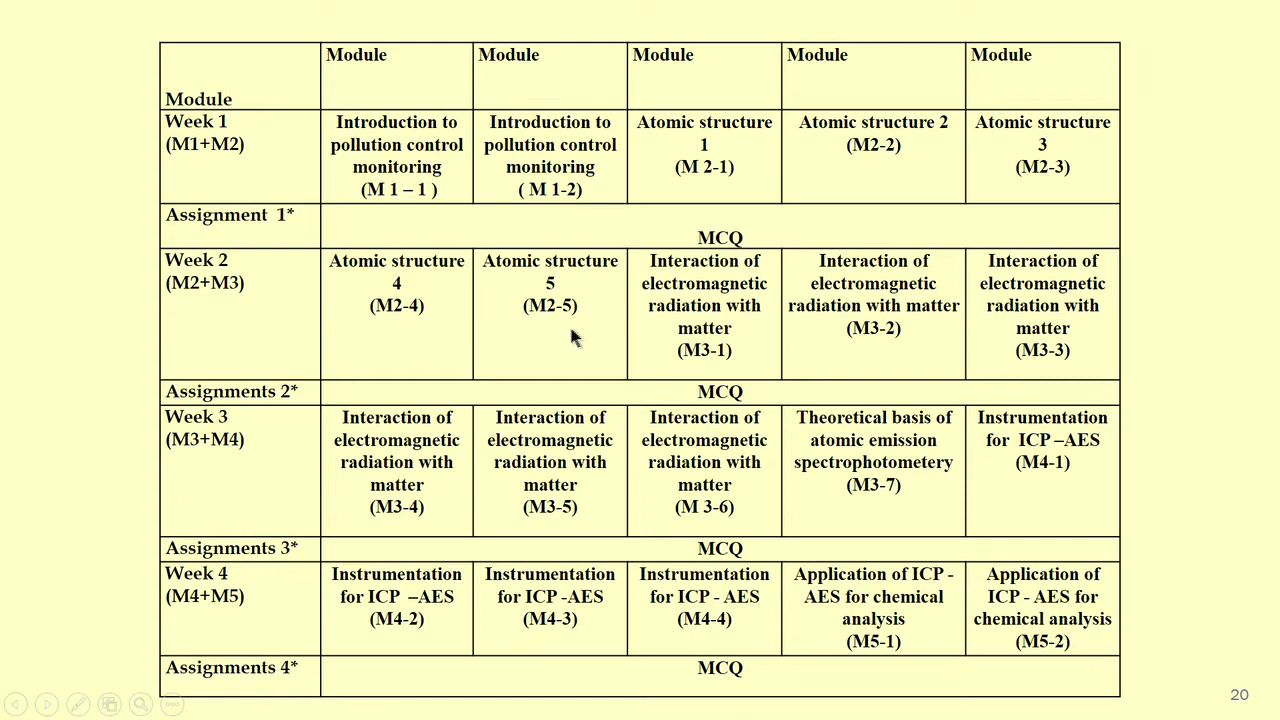 Module
Module
Module
Module
Module
Module
Week 1
(M1+M2)
Introduction to
pollution control
monitoring
(M 1 – 1 )
Introduction to
pollution control
monitoring
( M 1-2)
Atomic structure
1
(M 2-1)
Atomic structure 2
(M2-2)
Atomic structure
3
(M2-3)
Assignment 1*
MCQ
Week 2
(M2+M3)
Atomic structure
4
(M2-4)
Atomic structure
5
(M2-5)
Interaction of
electromagnetic
radiation with
matter
(M3-1)
Interaction of
electromagnetic
radiation with matter
(M3-2)
Interaction of
electromagnetic
radiation with
matter
(M3-3)
Assignments 2*
MCQ
Week 3
(M3+M4)
Interaction of
electromagnetic
radiation with
matter
(M3-4)
Interaction of
electromagnetic
radiation with
matter
(M3-5)
Interaction of
electromagnetic
radiation with
matter
(M 3-6)
Theoretical basis of
atomic emission
spectrophotometery
(M3-7)
Instrumentation
for ICP –AES
(M4-1)
Assignments 3*
MCQ
Week 4
(M4+M5)
Instrumentation
for ICP –AES
(M4-2)
Instrumentation
for ICP -AES
(M4-3)
Instrumentation
for ICP - AES
(M4-4)
Application of ICP -
AES for chemical
analysis
(M5-1)
Application of
ICP - AES for
chemical analysis
(M5-2)
Assignments 4*
MCQ
20